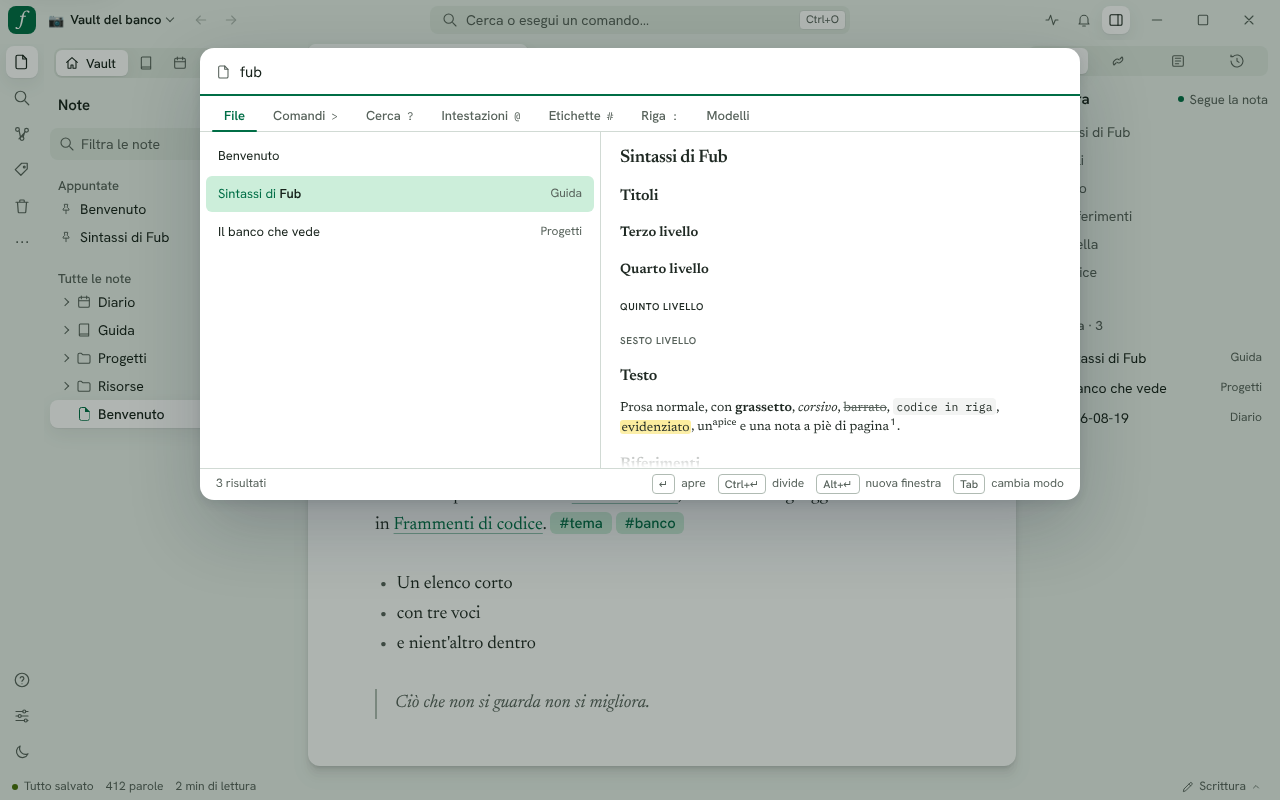 f
Vault del banco
Cerca o esegui un comando...
Ctrl+O
Vault
Note
Filtra le note
Appuntate
Benvenuto
Sintassi di Fub
Tutte le note
Diario
Guida
Progetti
Risorse
Benvenuto
fub
File
Comandi >
Cerca ?
Intestazioni @
Etichette #
Riga :
Modelli
Benvenuto
Sintassi di Fub Guida
Il banco che vede Progetti
Sintassi di Fub
Titoli
Terzo livello
Quarto livello
QUINTO LIVELLO
SESTO LIVELLO
Testo
Prosa normale, con grassetto, corsivo, barrato, codice in riga,
evidenziato, un apice e una nota a piè di pagina 1.
Riferimenti
3 risultati
↵ apre
Ctrl+↵ divide
Alt+↵ nuova finestra
Tab cambia modo
Segue la nota
si di Fub
a · 3
assi di Fub Guida
anco che vede Progetti
6-08-19 Diario
in Frammenti di codice. #tema #banco
• Un elenco corto
• con tre voci
• e nient'altro dentro
Ciò che non si guarda non si migliora.
Tutto salvato
412 parole
2 min di lettura
Scrittura